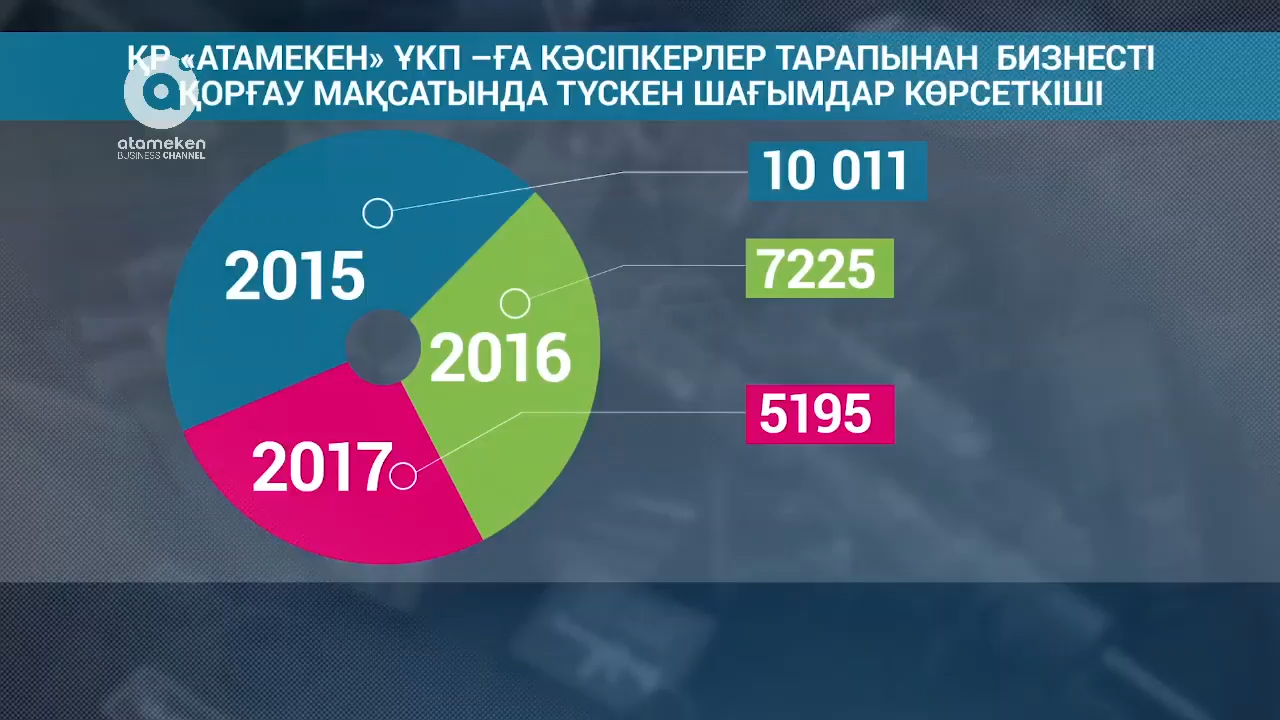 ҚР «АТАМЕКЕН» ҰКП –ҒА КӘСІПКЕРЛЕР ТАРАПЫНАН БИЗНЕСТІ
ҚОРҒАУ МАҚСАТЫНДА ТҮСКЕН ШАҒЫМДАР КӨРСЕТКІШІ
atameken
BUSINESS CHANNEL
10 011
2015
7225
2016
5195
2017